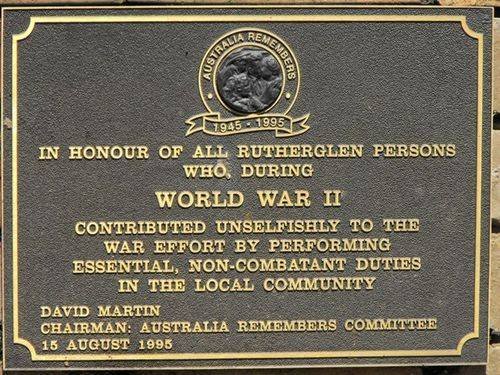 AUSTRALIA REMEMBERS
1945 - 1995
IN HONOUR OF ALL RUTHERGLEN PERSONS
WHO, DURING
WORLD WAR II
CONTRIBUTED UNSELFISHLY TO THE
WAR EFFORT BY PERFORMING
ESSENTIAL, NON-COMBATANT DUTIES
IN THE LOCAL COMMUNITY
DAVID MARTIN
CHAIRMAN: AUSTRALIA REMEMBERS COMMITTEE
15 AUGUST 1995